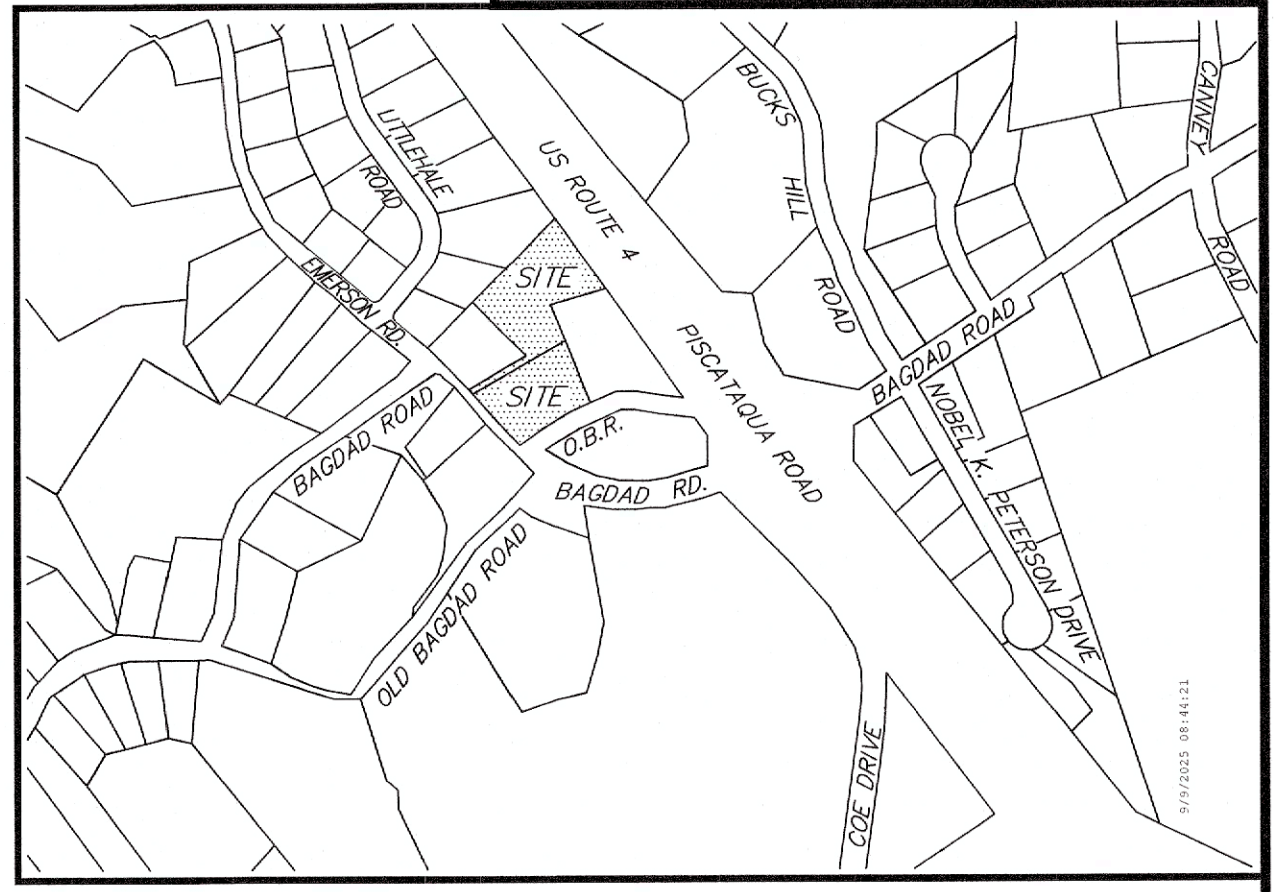 BUCKS
HILL
ROAD
CANNEY
ROAD
LITTLEHALE
ROAD
US ROUTE 4
EMERSON RD.
SITE
SITE
PISCATAQUA ROAD
BAGDAD ROAD
NOBEL K. PETERSON DRIVE
BAGDAD ROAD
O.B.R.
BAGDAD RD.
OLD BAGDAD ROAD
COE DRIVE
9/9/2025 08:44:21